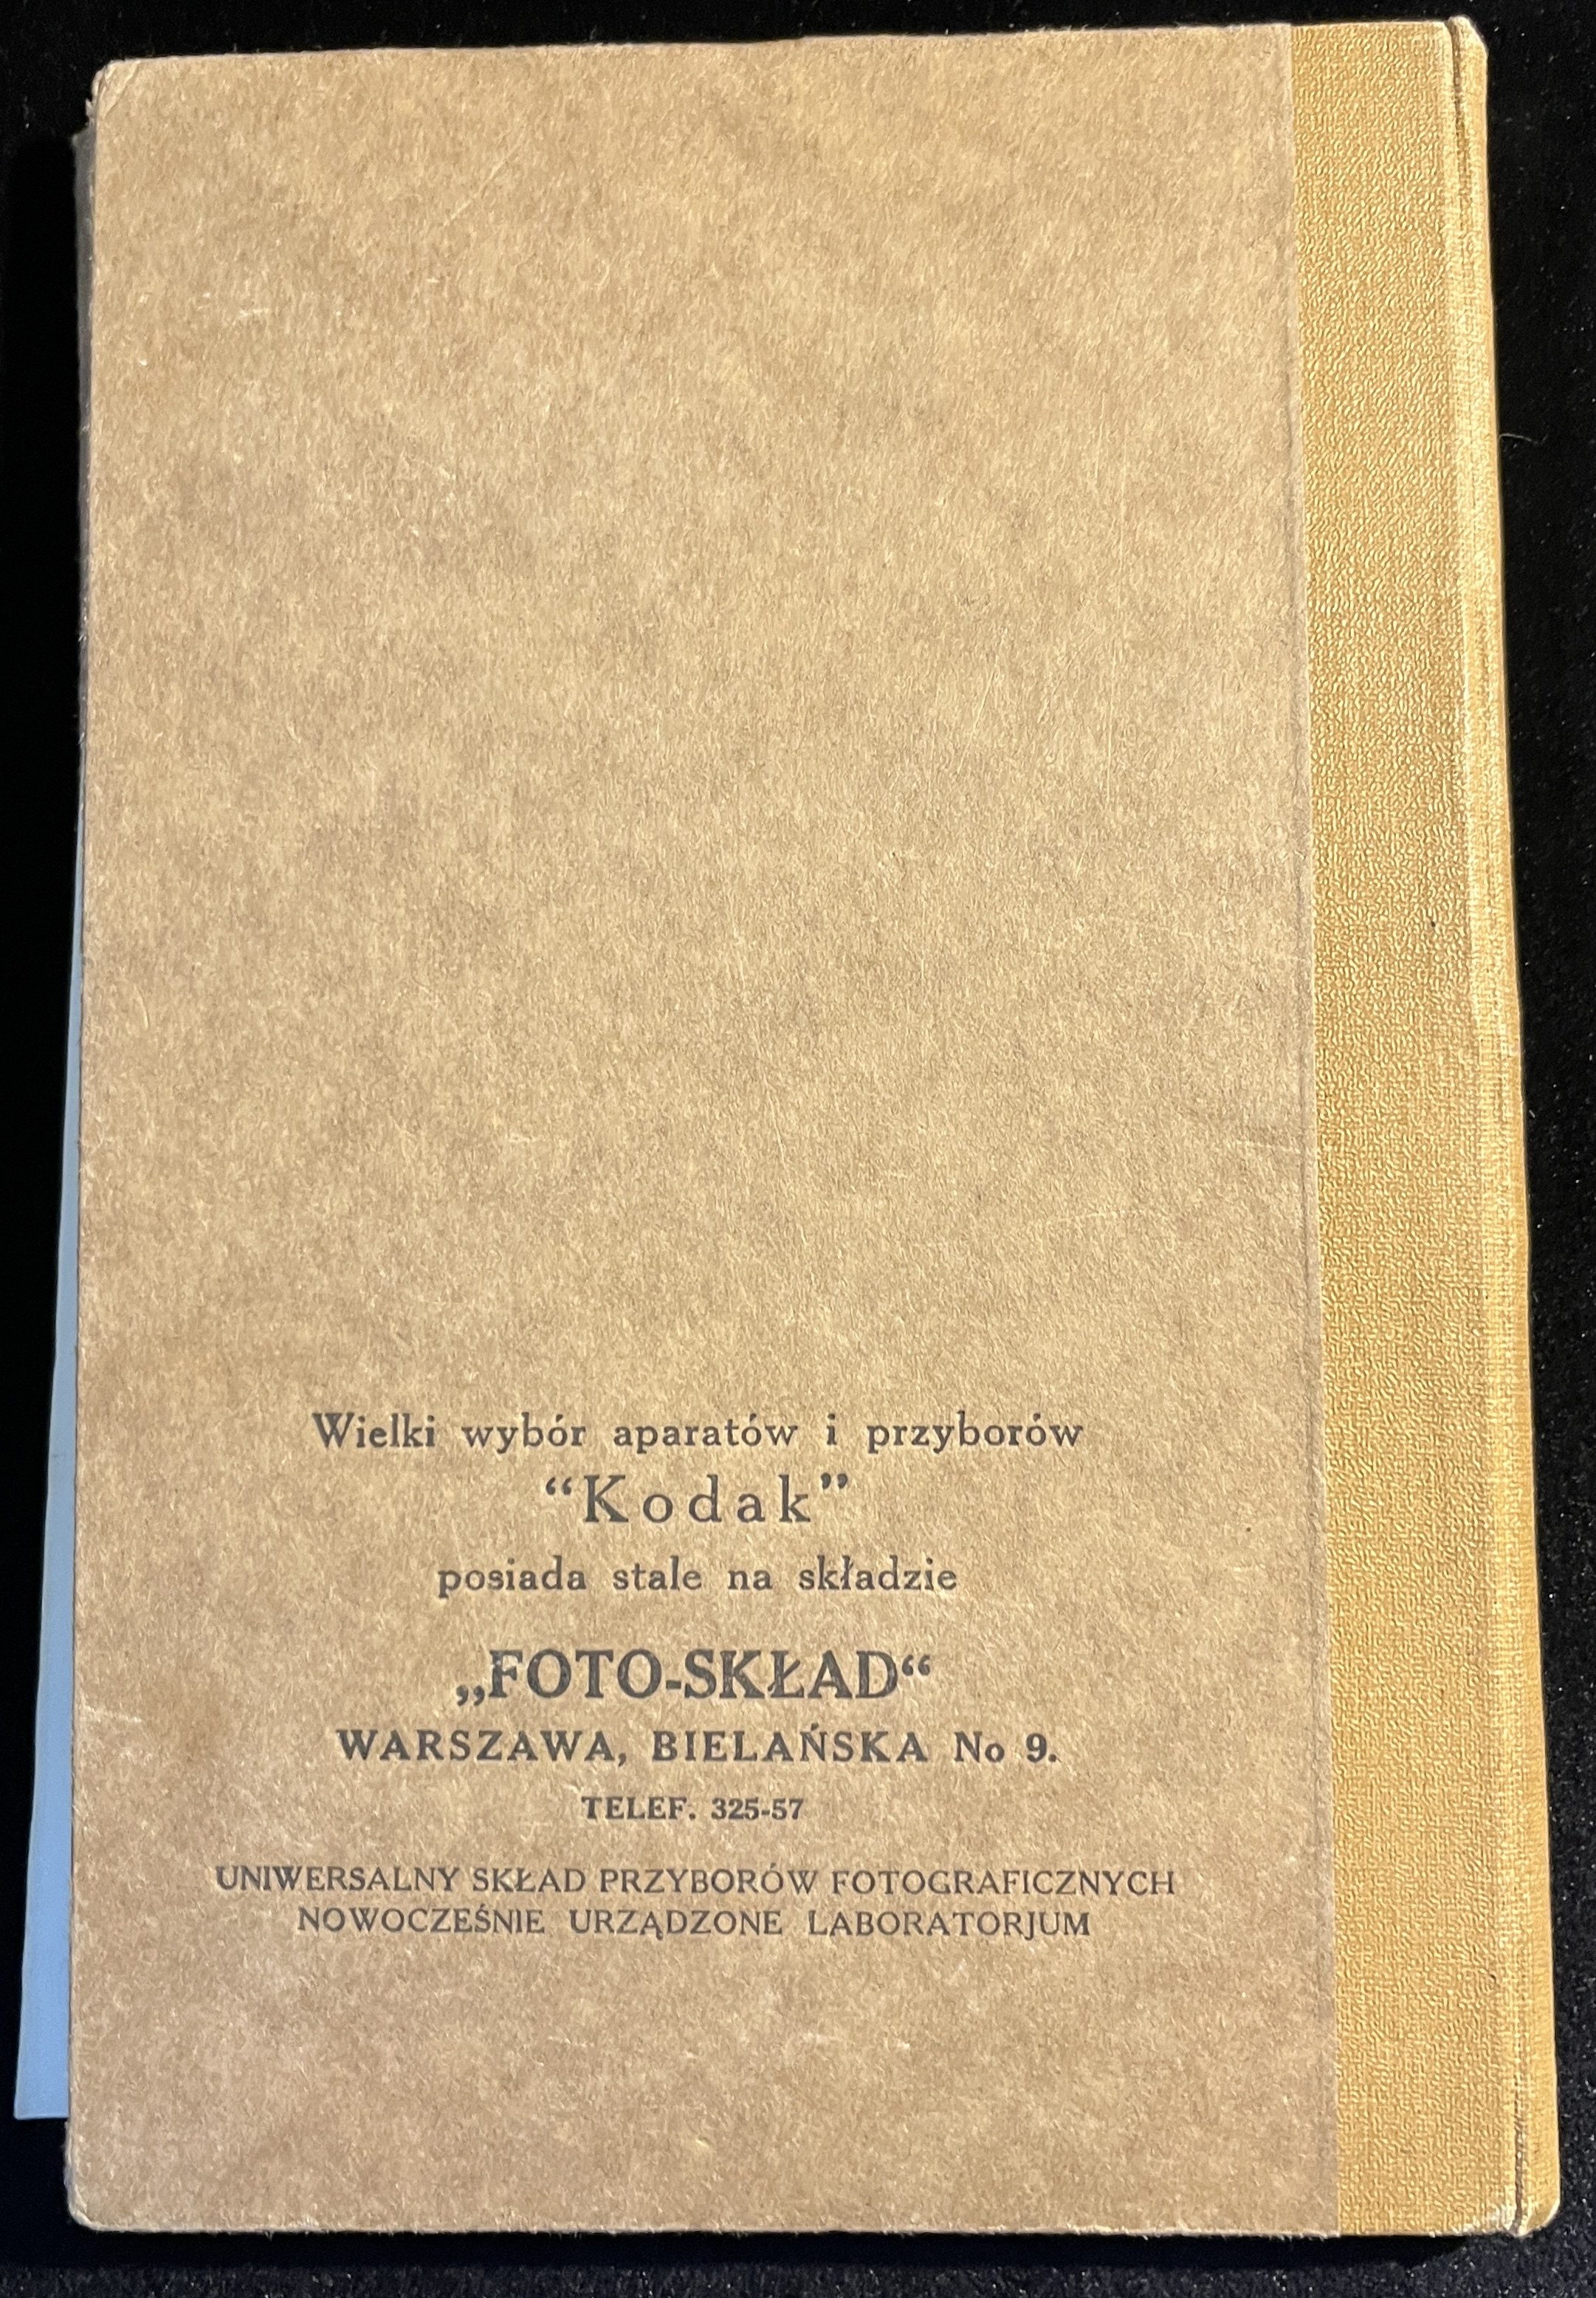 Wielki wybór aparatów i przyborów
“Kodak”
posiada stale na składzie
„FOTO-SKŁAD“
WARSZAWA, BIELAŃSKA No 9.
TELEF. 325-57
UNIWERSALNY SKŁAD PRZYBORÓW FOTOGRAFICZNYCH
NOWOCZEŚNIE URZĄDZONE LABORATORJUM